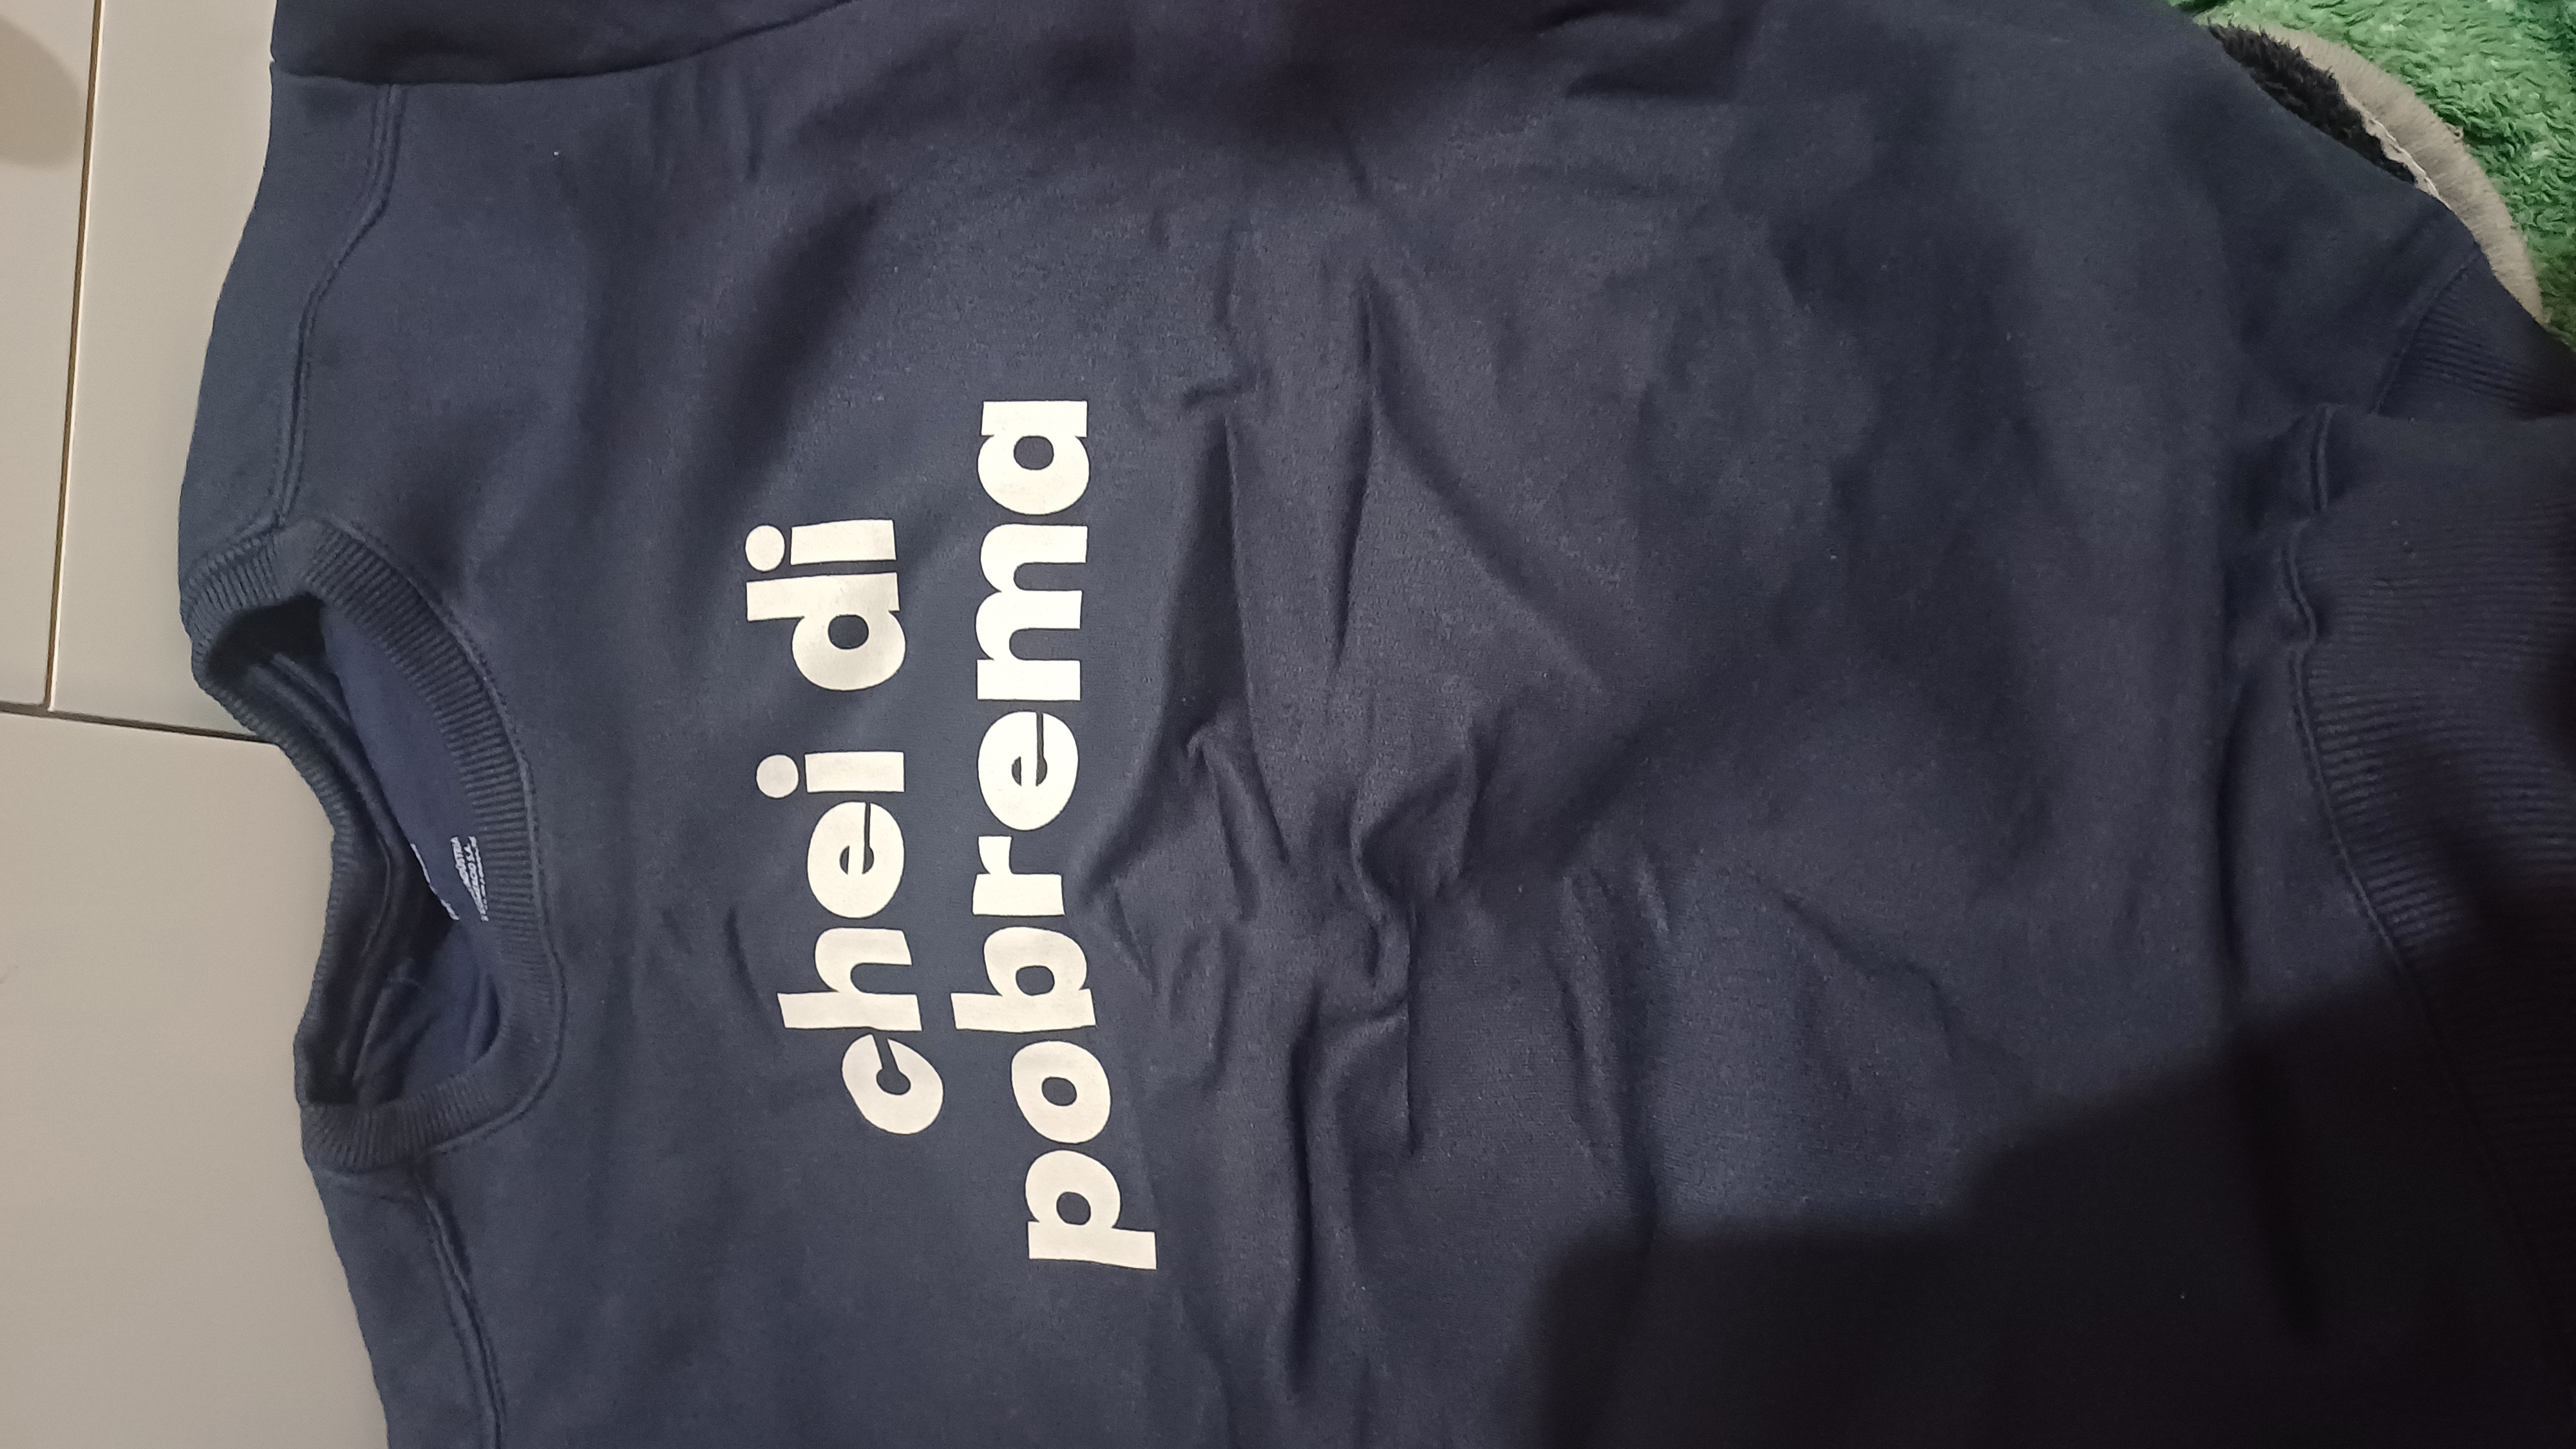 chei di
pobrema